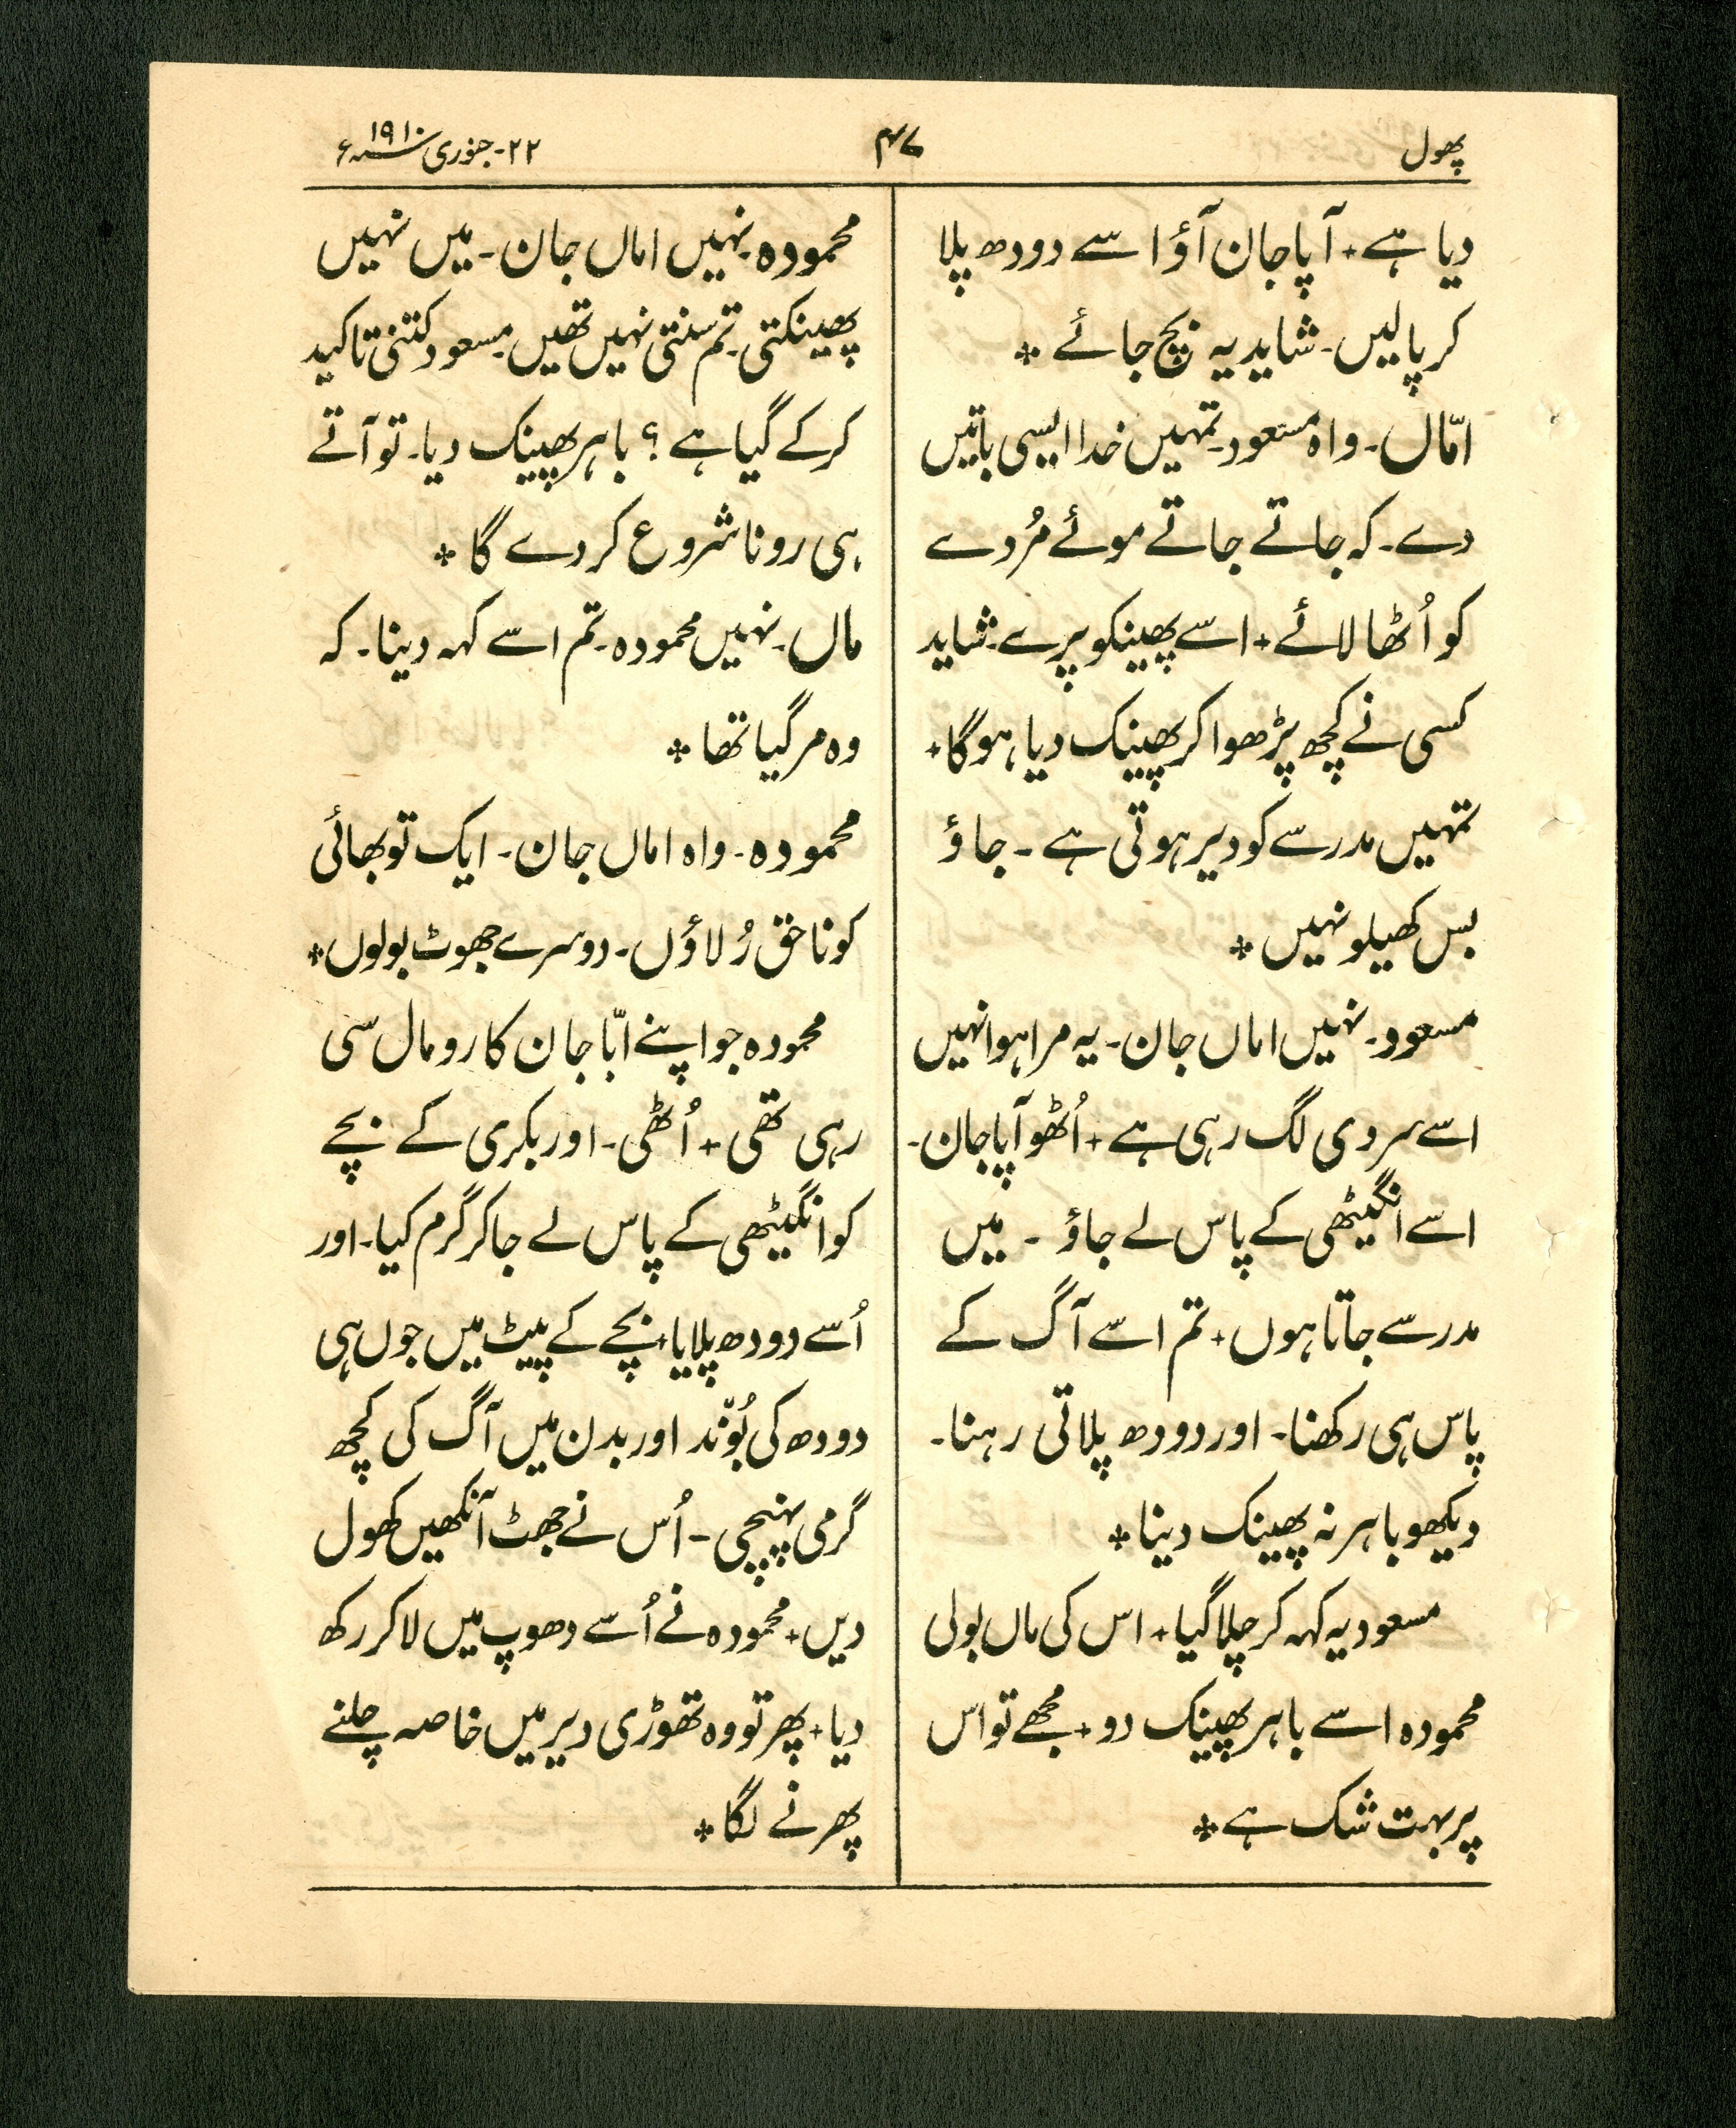 پھول
۴۷
۲۲-جنوری ۱۹۱۰ء
دیا ہے+ آپا جان آؤ اسے دودھ پلا
کر پالیں۔ شاید یہ بچ جائے ٭
امّاں۔ واہ مسعود۔ تمہیں خدا ایسی باتیں
دے۔ کہ جاتے جاتے موئے مُردے
کو اُٹھا لائے+ اسے پھینکو پرے۔ شاید
کسی نے کچھ پڑھوا کر پھینک دیا ہوگا+
تمہیں مدرسے کو دیر ہوتی ہے۔ جاؤ
بس کھیلو نہیں ٭
مسعود۔ نہیں اماں جان۔ یہ مرا ہوا نہیں
اسے سردی لگ رہی ہے+ اُٹھو آپا جان۔
اسے انگیٹھی کے پاس لے جاؤ۔ میں
مدرسے جاتا ہوں+ تم اسے آگ کے
پاس ہی رکھنا۔ اور دودھ پلاتی رہنا۔
دیکھو باہر نہ پھینک دینا ٭
مسعود یہ کہہ کر چلا گیا+ اس کی ماں بولی
محمودہ اسے باہر پھینک دو+ مجھے تو اس
پر بہت شک ہے ٭
محمودہ۔ نہیں اماں جان۔ میں نہیں
پھینکتی۔ تم سنتی نہیں تھیں۔ مسعود کتنی تاکید
کرکے گیا ہے؟ باہر پھینک دیا۔ تو آتے
ہی رونا شروع کردے گا ٭
ماں۔ نہیں محمودہ۔ تم اسے کہہ دینا۔ کہ
وہ مر گیا تھا ٭
محمودہ۔ واہ اماں جان۔ ایک تو بھائی
کو ناحق رُلاؤں۔ دوسرے جھوٹ بولوں ٭
محمودہ جو اپنے ابّا جان کا رومال سی
رہی تھی + اُٹھی۔ اور بکری کے بچے
کو انگیٹھی کے پاس لے جا کر گرم کیا۔ اور
اُسے دودھ پلایا+ بچے کے پیٹ میں جوں ہی
دودھ کی بُوند اور بدن میں آگ کی کچھ
گرمی پہنچی۔ اُس نے جھٹ آنکھیں کھول
دیں+ محمودہ نے اُسے دھوپ میں لا کر رکھ
دیا+ پھر تو وہ تھوڑی دیر میں خاصہ چلنے
پھرنے لگا ٭